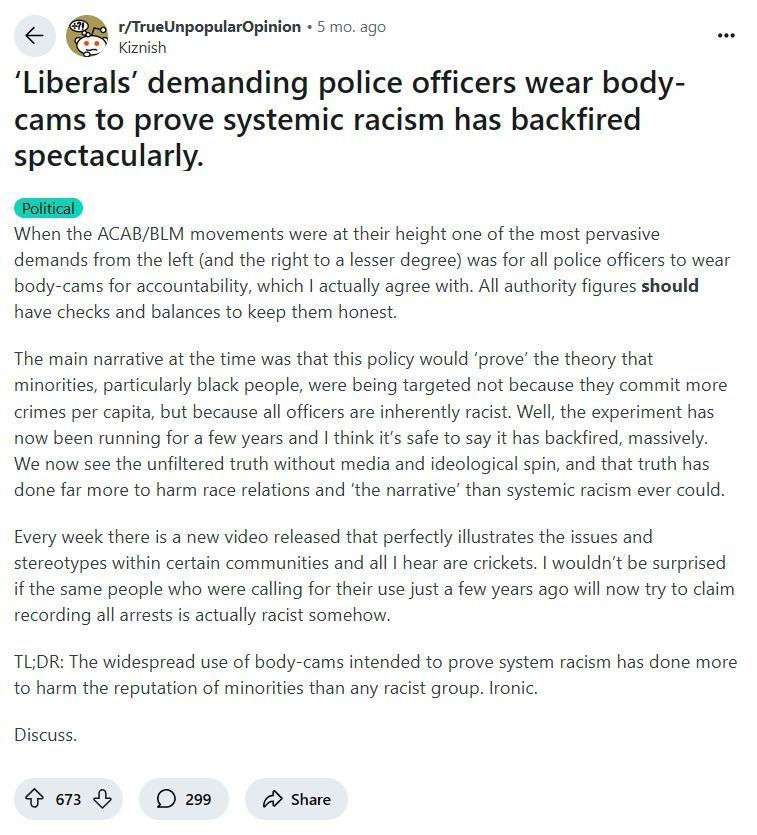 r/TrueUnpopularOpinion • 5 mo. ago
Kiznish
‘Liberals’ demanding police officers wear body-
cams to prove systemic racism has backfired
spectacularly.
Political
When the ACAB/BLM movements were at their height one of the most pervasive
demands from the left (and the right to a lesser degree) was for all police officers to wear
body-cams for accountability, which I actually agree with. All authority figures should
have checks and balances to keep them honest.
The main narrative at the time was that this policy would ‘prove’ the theory that
minorities, particularly black people, were being targeted not because they commit more
crimes per capita, but because all officers are inherently racist. Well, the experiment has
now been running for a few years and I think it’s safe to say it has backfired, massively.
We now see the unfiltered truth without media and ideological spin, and that truth has
done far more to harm race relations and ‘the narrative’ than systemic racism ever could.
Every week there is a new video released that perfectly illustrates the issues and
stereotypes within certain communities and all I hear are crickets. I wouldn’t be surprised
if the same people who were calling for their use just a few years ago will now try to claim
recording all arrests is actually racist somehow.
TL;DR: The widespread use of body-cams intended to prove system racism has done more
to harm the reputation of minorities than any racist group. Ironic.
Discuss.
673 299 Share